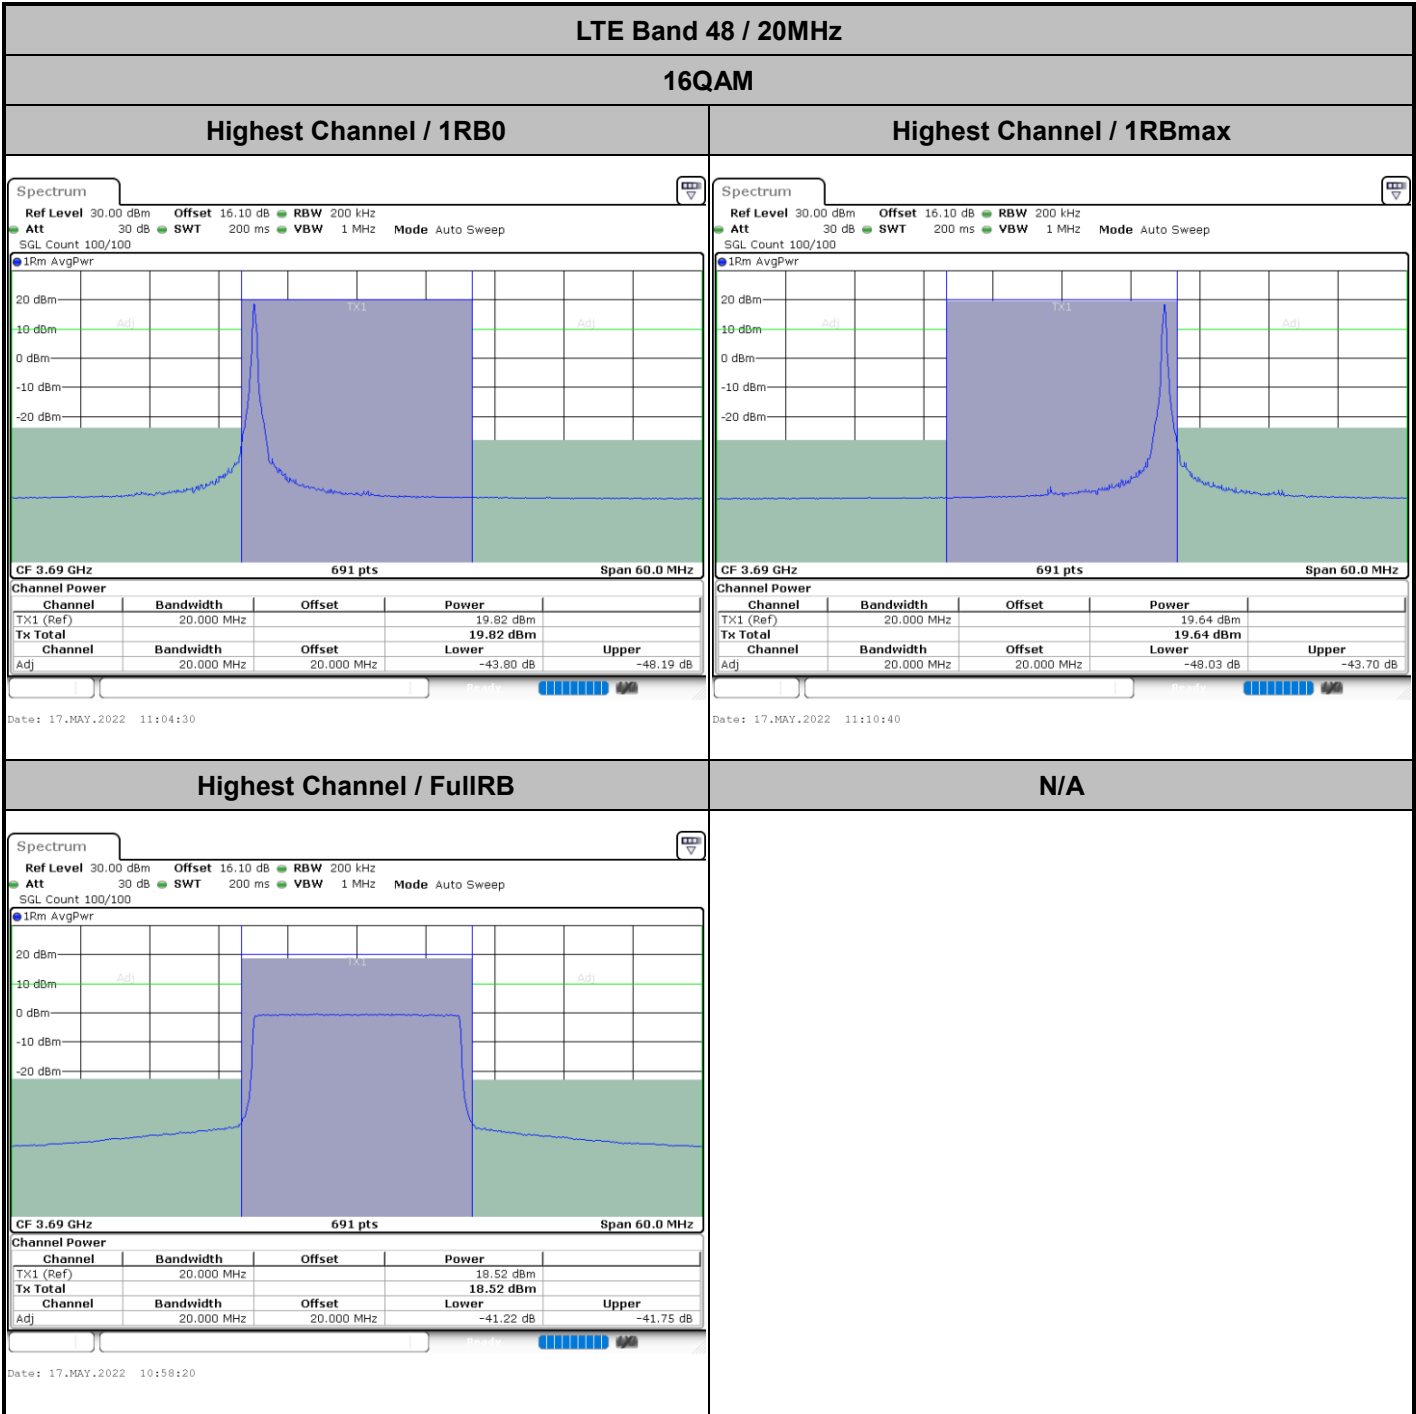 LTE Band 48 / 20MHz
16QAM
Highest Channel / 1RB0
Highest Channel / 1RBmax
Spectrum
Ref Level 30.00 dBm Offset 16.10 dB RBW 200 kHz
Att 30 dB SWT 200 ms VBW 1 MHz Mode Auto Sweep
SGL Count 100/100
1Rm AvgPwr
TX1
20 dBm
Adj
Adj
10 dBm
0 dBm
-10 dBm
-20 dBm
CF 3.69 GHz 691 pts Span 60.0 MHz
Channel Power
Channel Bandwidth Offset Power
TX1 (Ref) 20.000 MHz 19.82 dBm
Tx Total 19.82 dBm
Channel Bandwidth Offset Lower Upper
Adj 20.000 MHz 20.000 MHz -43.80 dB -48.19 dB
Ready
Date: 17.MAY.2022 11:04:30
Spectrum
Ref Level 30.00 dBm Offset 16.10 dB RBW 200 kHz
Att 30 dB SWT 200 ms VBW 1 MHz Mode Auto Sweep
SGL Count 100/100
1Rm AvgPwr
TX1
20 dBm
Adj
Adj
10 dBm
0 dBm
-10 dBm
-20 dBm
CF 3.69 GHz 691 pts Span 60.0 MHz
Channel Power
Channel Bandwidth Offset Power
TX1 (Ref) 20.000 MHz 19.64 dBm
Tx Total 19.64 dBm
Channel Bandwidth Offset Lower Upper
Adj 20.000 MHz 20.000 MHz -48.03 dB -43.70 dB
Ready
Date: 17.MAY.2022 11:10:40
Highest Channel / FullRB
N/A
Spectrum
Ref Level 30.00 dBm Offset 16.10 dB RBW 200 kHz
Att 30 dB SWT 200 ms VBW 1 MHz Mode Auto Sweep
SGL Count 100/100
1Rm AvgPwr
TX1
20 dBm
Adj
Adj
10 dBm
0 dBm
-10 dBm
-20 dBm
CF 3.69 GHz 691 pts Span 60.0 MHz
Channel Power
Channel Bandwidth Offset Power
TX1 (Ref) 20.000 MHz 18.52 dBm
Tx Total 18.52 dBm
Channel Bandwidth Offset Lower Upper
Adj 20.000 MHz 20.000 MHz -41.22 dB -41.75 dB
Ready
Date: 17.MAY.2022 10:58:20